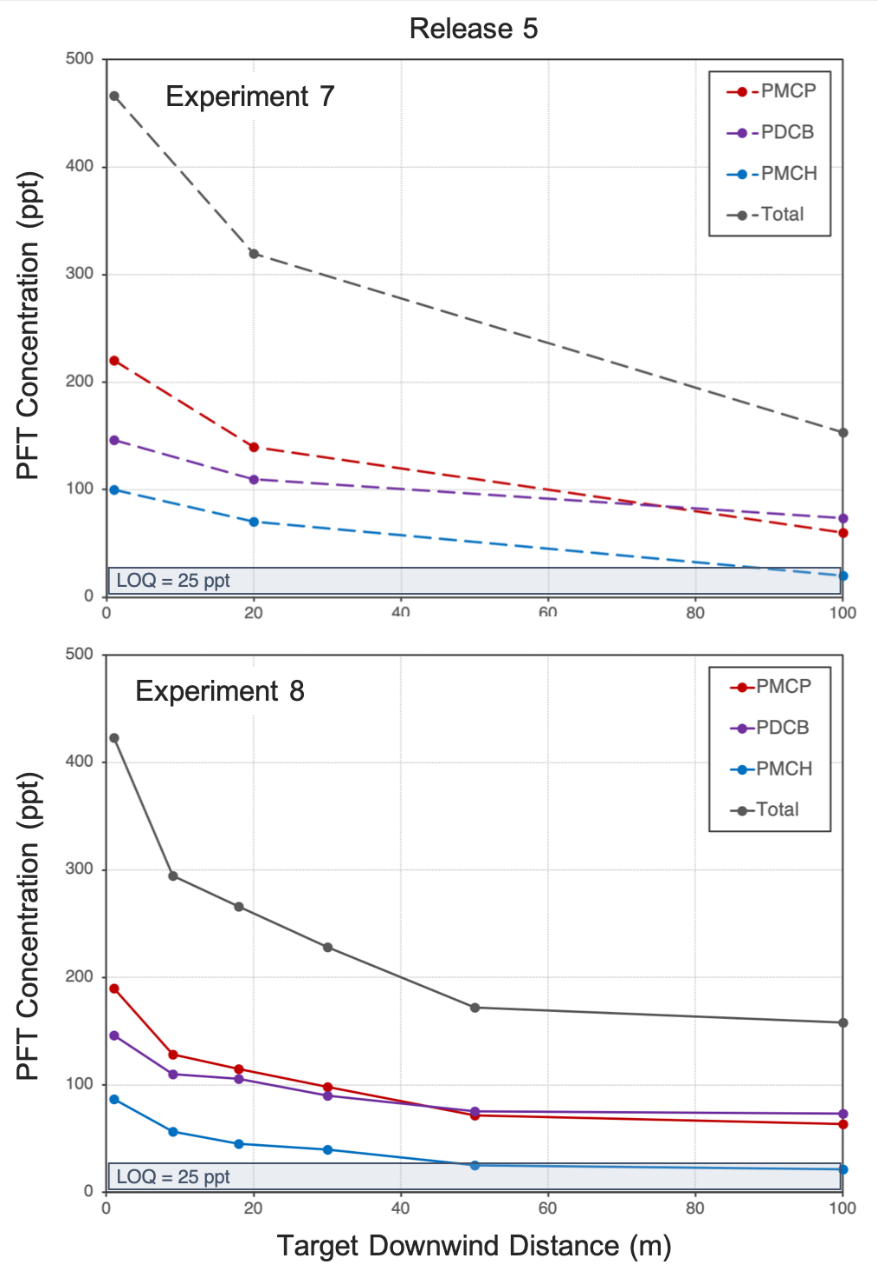 Release 5
Experiment 7
PMCP
PDCB
PMCH
Total
PFT Concentration (ppt)
500
400
300
200
100
0
LOQ = 25 ppt
0 20 40 60 80 100
Experiment 8
PMCP
PDCB
PMCH
Total
PFT Concentration (ppt)
500
400
300
200
100
0
LOQ = 25 ppt
0 20 40 60 80 100
Target Downwind Distance (m)